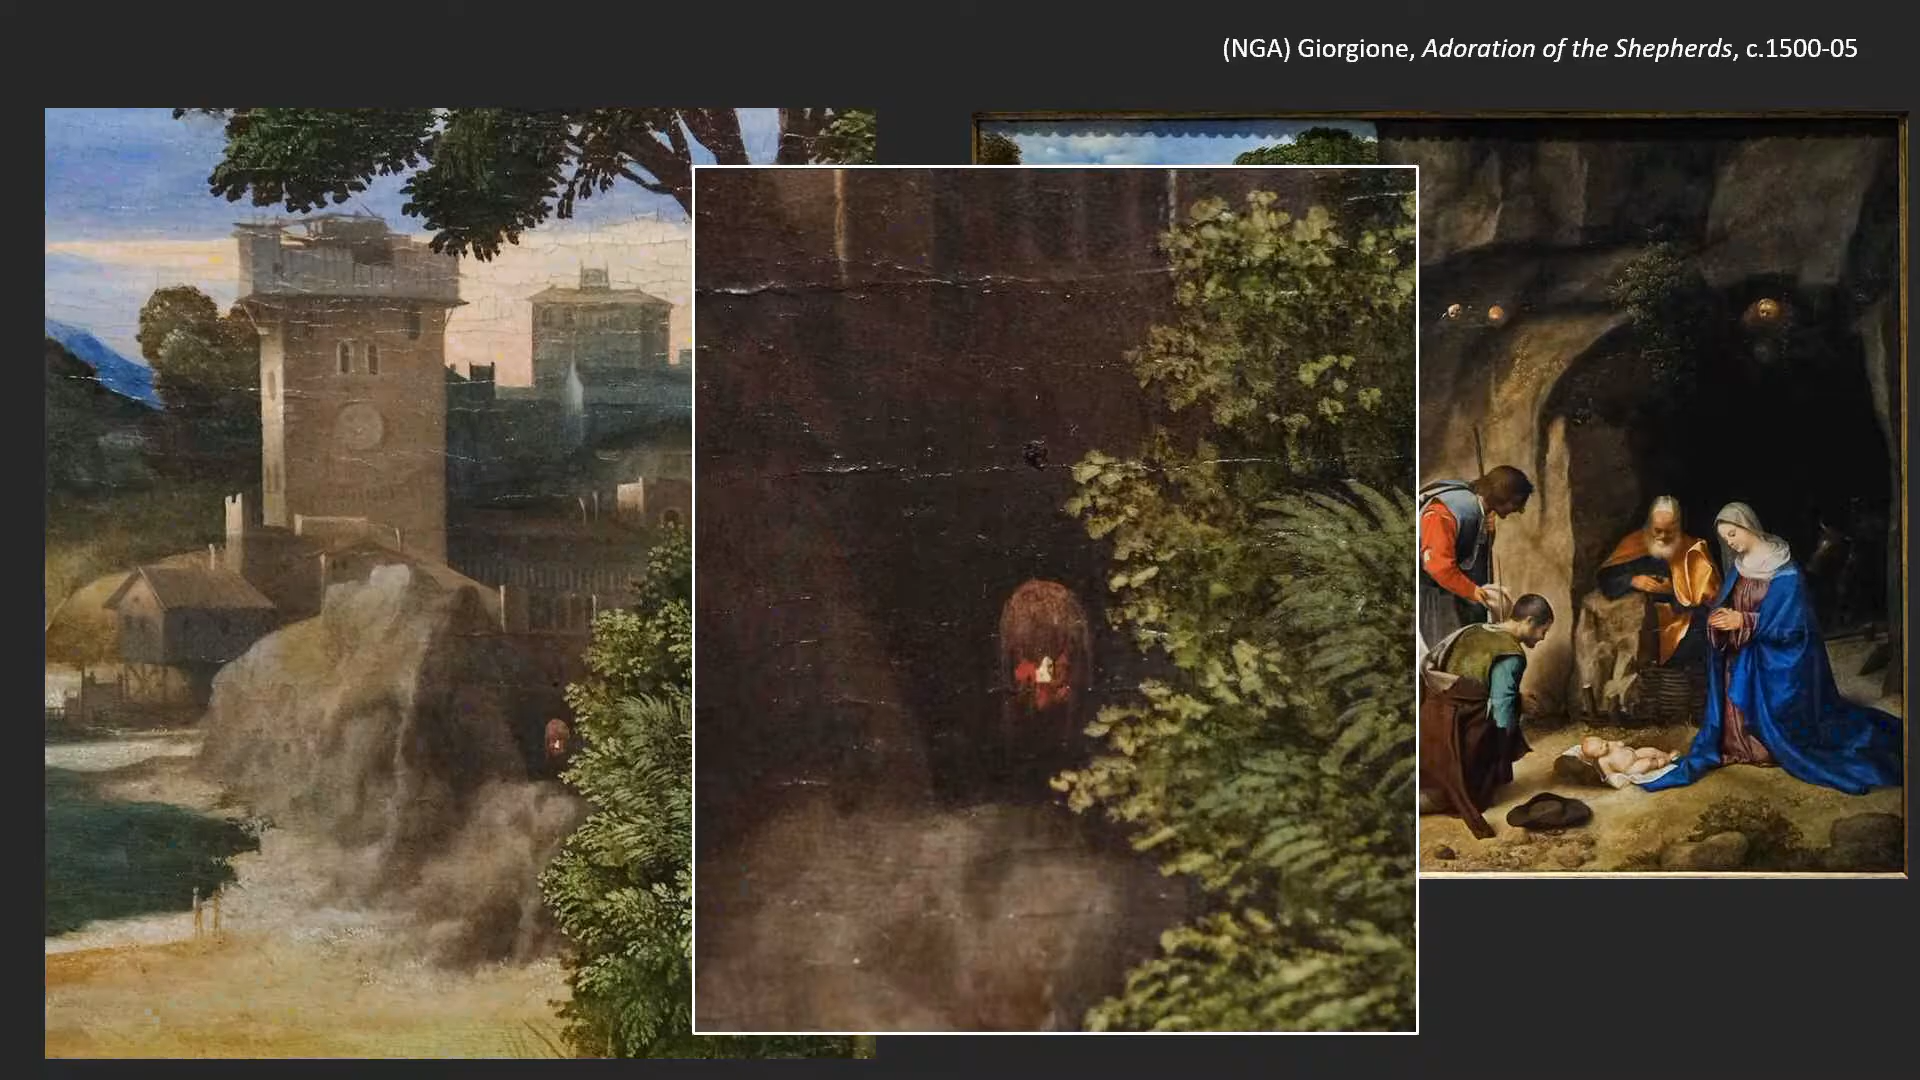 (NGA) Giorgione, Adoration of the Shepherds, c.1500-05